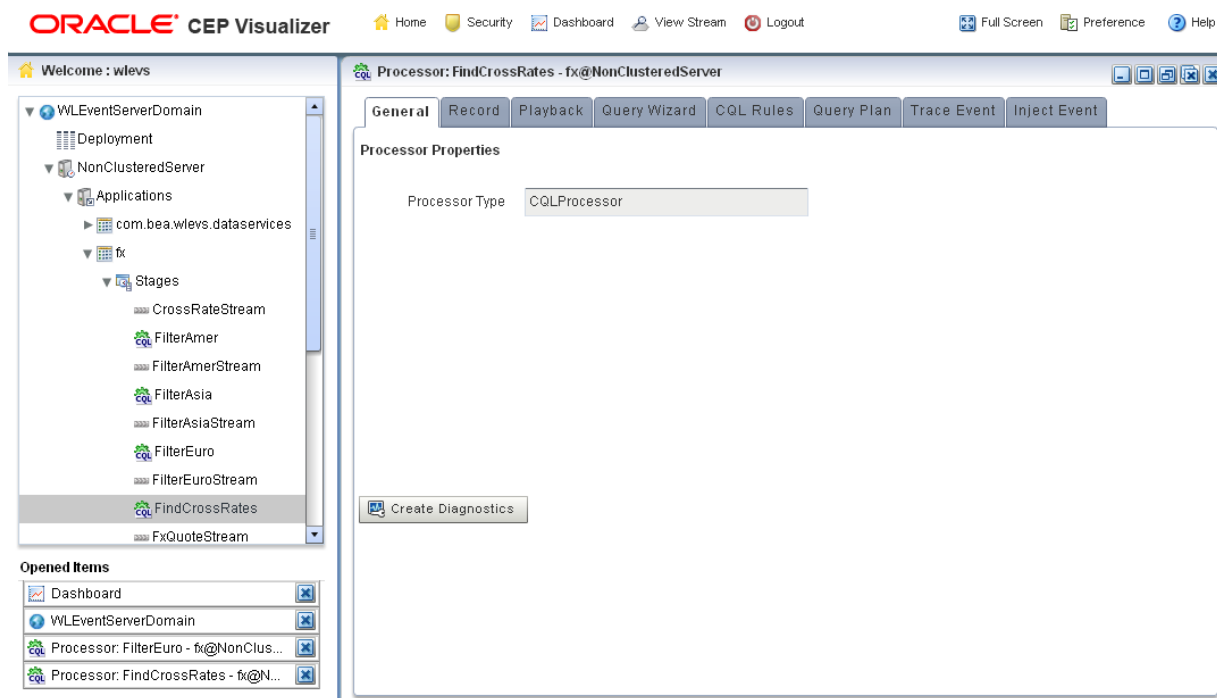 ORACLE CEP Visualizer
Home Security Dashboard View Stream Logout Full Screen Preference Help
Welcome : wlevs
WLEventServerDomain
Deployment
NonClusteredServer
Applications
com.bea.wlevs.dataservices
fx
Stages
CrossRateStream
FilterAmer
FilterAmerStream
FilterAsia
FilterAsiaStream
FilterEuro
FilterEuroStream
FindCrossRates
FxQuoteStream
Opened Items
Dashboard
WLEventServerDomain
Processor: FilterEuro - fx@NonClus...
Processor: FindCrossRates - fx@N...
Processor: FindCrossRates - fx@NonClusteredServer
General Record Playback Query Wizard CQL Rules Query Plan Trace Event Inject Event
Processor Properties
Processor Type CQLProcessor
Create Diagnostics